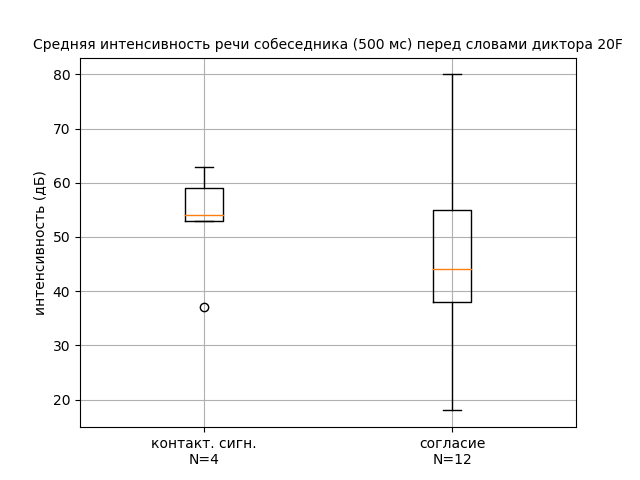 Средняя интенсивность речи собеседника (500 мс) перед словами диктора 20F
интенсивность (дБ)
80
70
60
50
40
30
20
контакт. сигн.
N=4
согласие
N=12